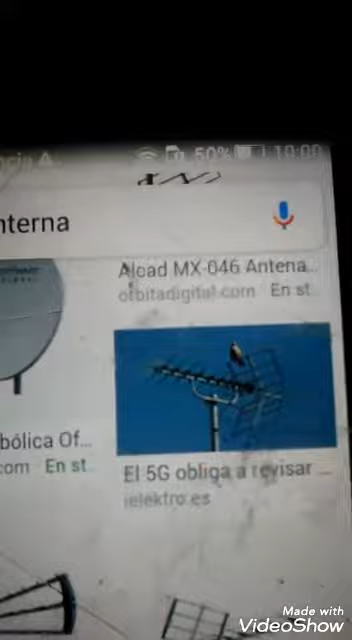 50% 10:00
nterna
Alcad MX-046 Antena...
orbitadigital.com En st.
bólica Of...
com En st.
El 5G obliga a revisar ...
ielektro.es
Made with
VideoShow